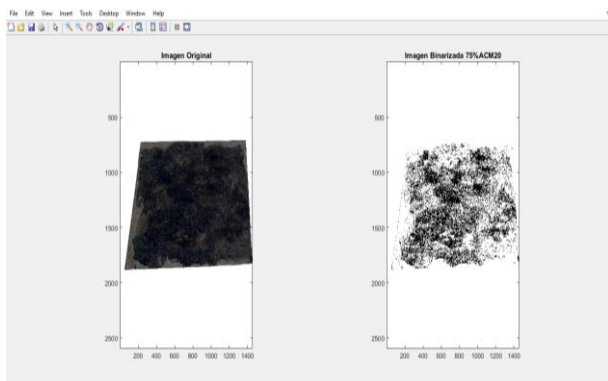 File Edit View Insert Tools Desktop Window Help
Imagen Original
500
1000
1500
2000
2500
200 400 600 800 1000 1200 1400
Imagen Binarizada 75%ACM20
500
1000
1500
2000
2500
200 400 600 800 1000 1200 1400